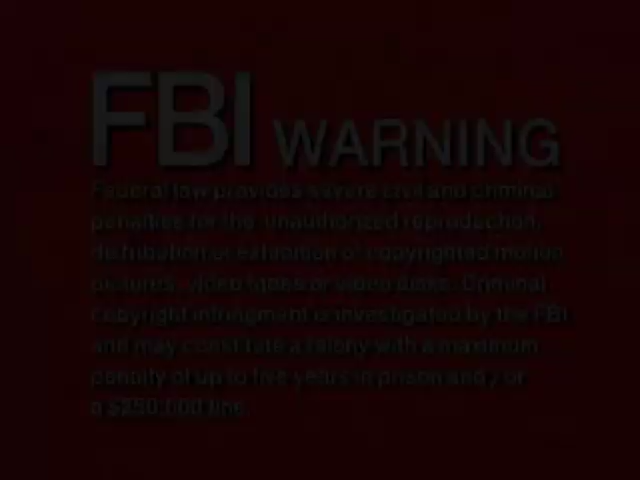 FBI WARNING
Federal law provides severe civil and criminal
penalties for the unauthorized reproduction,
distribution or exhibition of copyrighted motion
pictures, video tapes or video disks. Criminal
copyright infringment is investigated by the FBI
and may constitute a felony with a maximum
penalty of up to five years in prison and / or
a $250,000 fine.